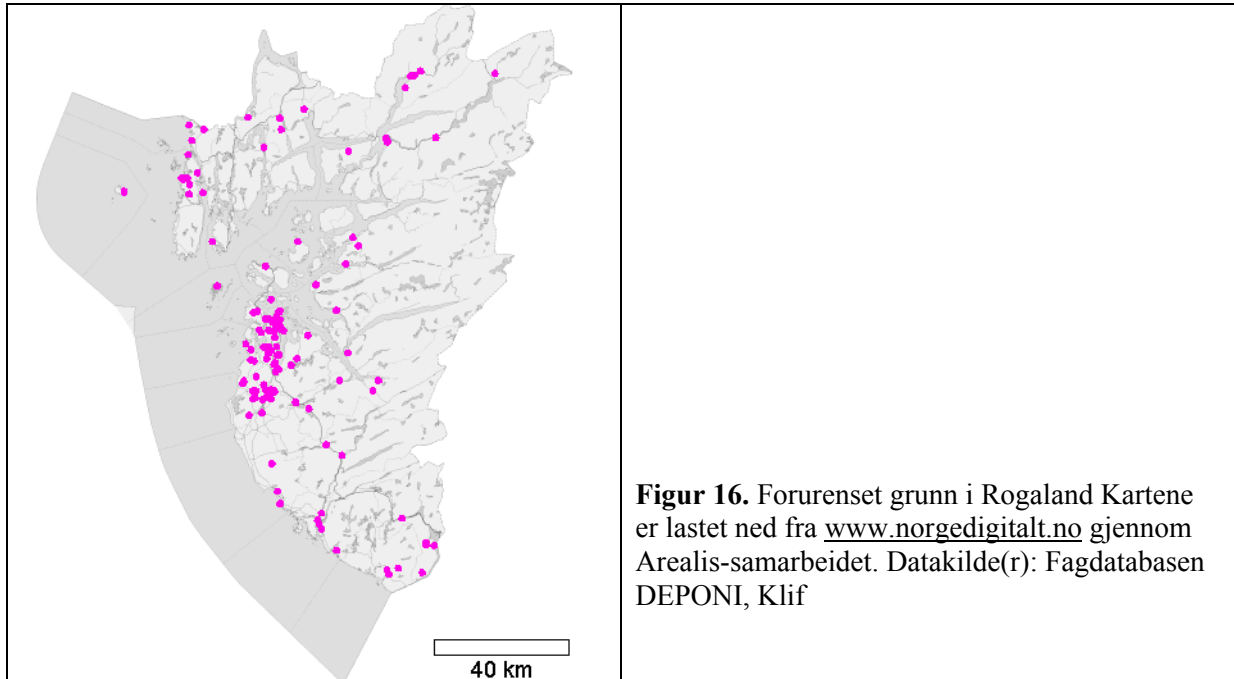 40 km
Figur 16. Forurenset grunn i Rogaland Kartene
er lastet ned fra www.norgedigitalt.no gjennom
Arealis-samarbeidet. Datakilde(r): Fagdatabasen
DEPONI, Klif